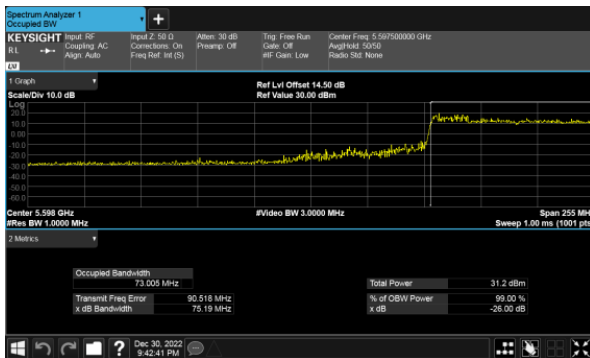 Spectrum Analyzer 1
Occupied BW
KEYSIGHT Input: RF Input Z: 50 Ω Atten: 30 dB Trig: Free Run Center Freq: 5.597500000 GHz
R L Coupling: AC Corrections: On Preamp: Off Gate: Off Avg|Hold: 50/50
Align: Auto Freq Ref: Int (S) #IF Gain: Low Radio Std: None
1 Graph
Scale/Div 10.0 dB
Ref Lvl Offset 14.50 dB
Ref Value 30.00 dBm
Log
20.0
10.0
0.00
-10.0
-20.0
-30.0
-40.0
-50.0
-60.0
Center 5.598 GHz #Video BW 3.0000 MHz Span 255 MH
#Res BW 1.0000 MHz Sweep 1.00 ms (1001 pts
2 Metrics
Occupied Bandwidth
73.005 MHz
Total Power 31.2 dBm
Transmit Freq Error 90.518 MHz % of OBW Power 99.00 %
x dB Bandwidth 75.19 MHz x dB -26.00 dB
Dec 30, 2022
9:42:41 PM